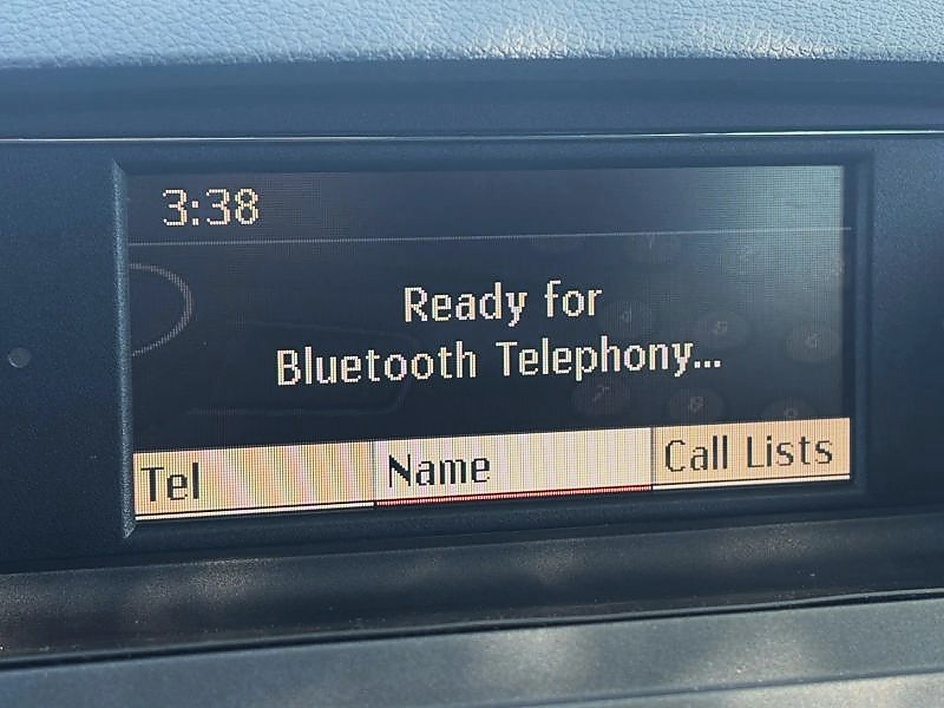 3:38
Ready for
Bluetooth Telephony...
Tel
Name
Call Lists